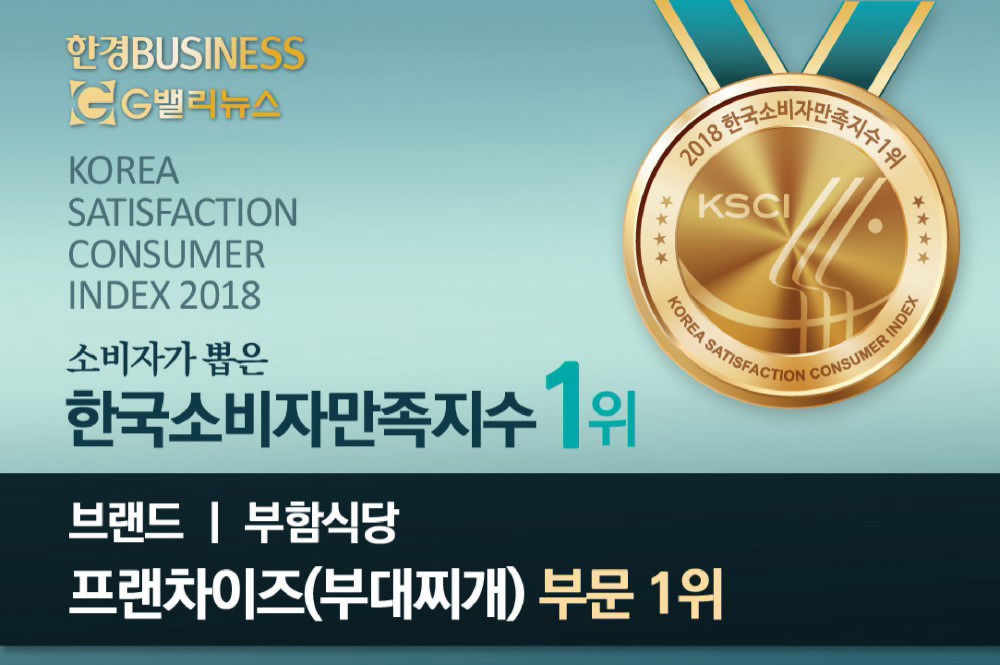 한경BUSINESS
G밸리뉴스
KOREA
SATISFACTION
CONSUMER
INDEX 2018
소비자가 뽑은
한국소비자만족지수 1위
2018 한국소비자만족지수1위
KSCI
KOREA SATISFACTION CONSUMER INDEX
브랜드 | 부함식당
프랜차이즈(부대찌개) 부문 1위